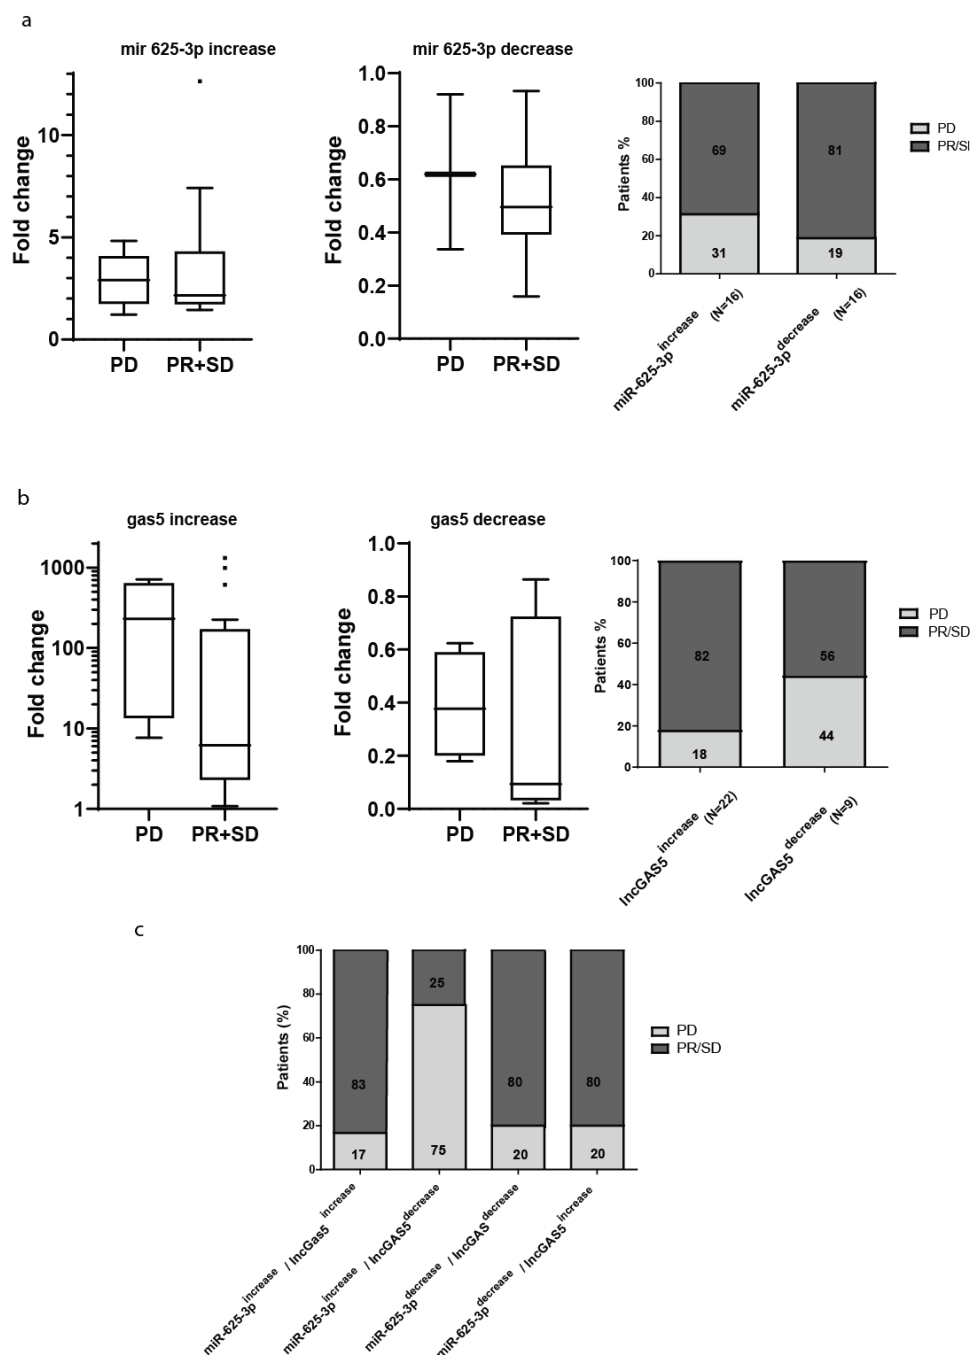 a
mir 625-3p increase
mir 625-3p decrease
Fold change
10
5
0
PD
PR+SD
Fold change
1.0
0.8
0.6
0.4
0.2
0.0
PD
PR+SD
Patients %
100
80
60
40
20
0
69
81
31
19
PD
PR/SI
miR-625-3p increase (N=16)
miR-625-3p decrease (N=16)
b
gas5 increase
gas5 decrease
Fold change
1000
100
10
1
PD
PR+SD
Fold change
1.0
0.8
0.6
0.4
0.2
0.0
PD
PR+SD
Patients %
100
80
60
40
20
0
82
56
18
44
PD
PR/SD
lncGAS5 increase (N=22)
lncGAS5 decrease (N=9)
c
Patients (%)
100
80
60
40
20
0
83
25
80
80
17
75
20
20
PD
PR/SD
miR-625-3p increase / lncGas5 increase
miR-625-3p increase / lncGAS5 decrease
miR-625-3p decrease / lncGAS decrease
miR-625-3p decrease / lncGAS5 increase